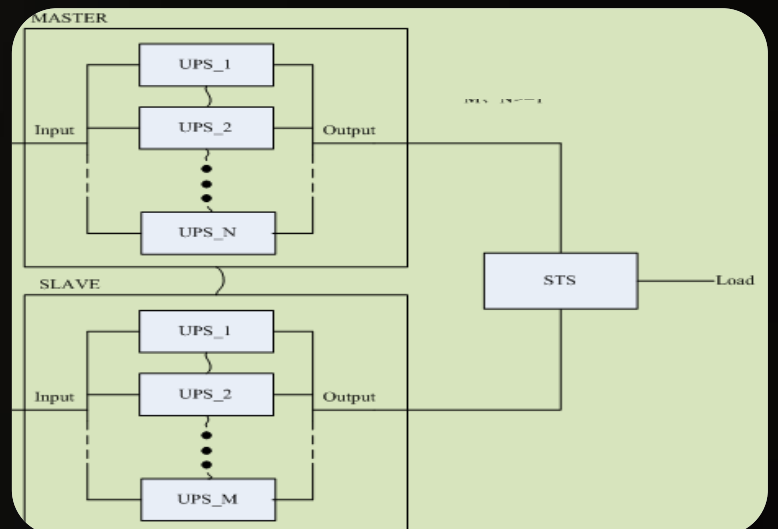 MASTER
UPS_1
Input
UPS_2
Output
UPS_N
SLAVE
STS
Load
UPS_1
Input
UPS_2
Output
UPS_M